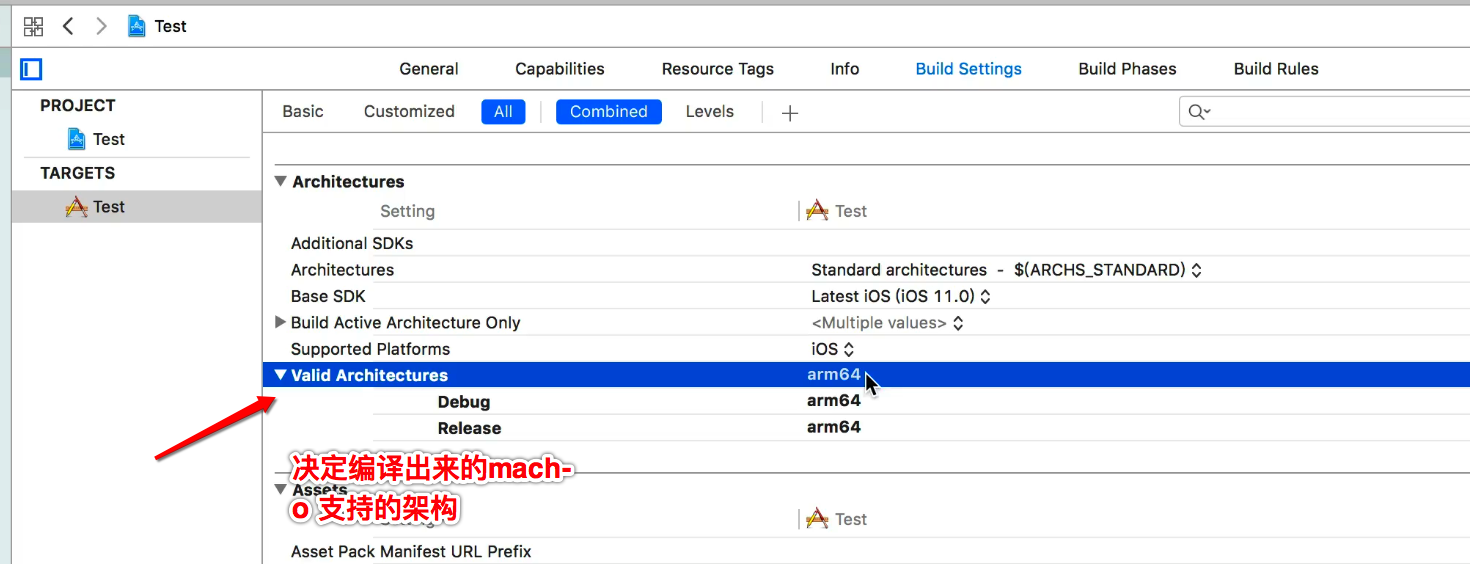 Test
General Capabilities Resource Tags Info Build Settings Build Phases Build Rules
PROJECT
Test
TARGETS
Test
Basic Customized All Combined Levels
Architectures
Setting Test
Additional SDKs
Architectures Standard architectures - $(ARCHS_STANDARD)
Base SDK Latest iOS (iOS 11.0)
Build Active Architecture Only <Multiple values>
Supported Platforms iOS
Valid Architectures arm64
Debug arm64
Release arm64
决定编译出来的mach-
o 支持的架构
Assets
Test
Asset Pack Manifest URL Prefix